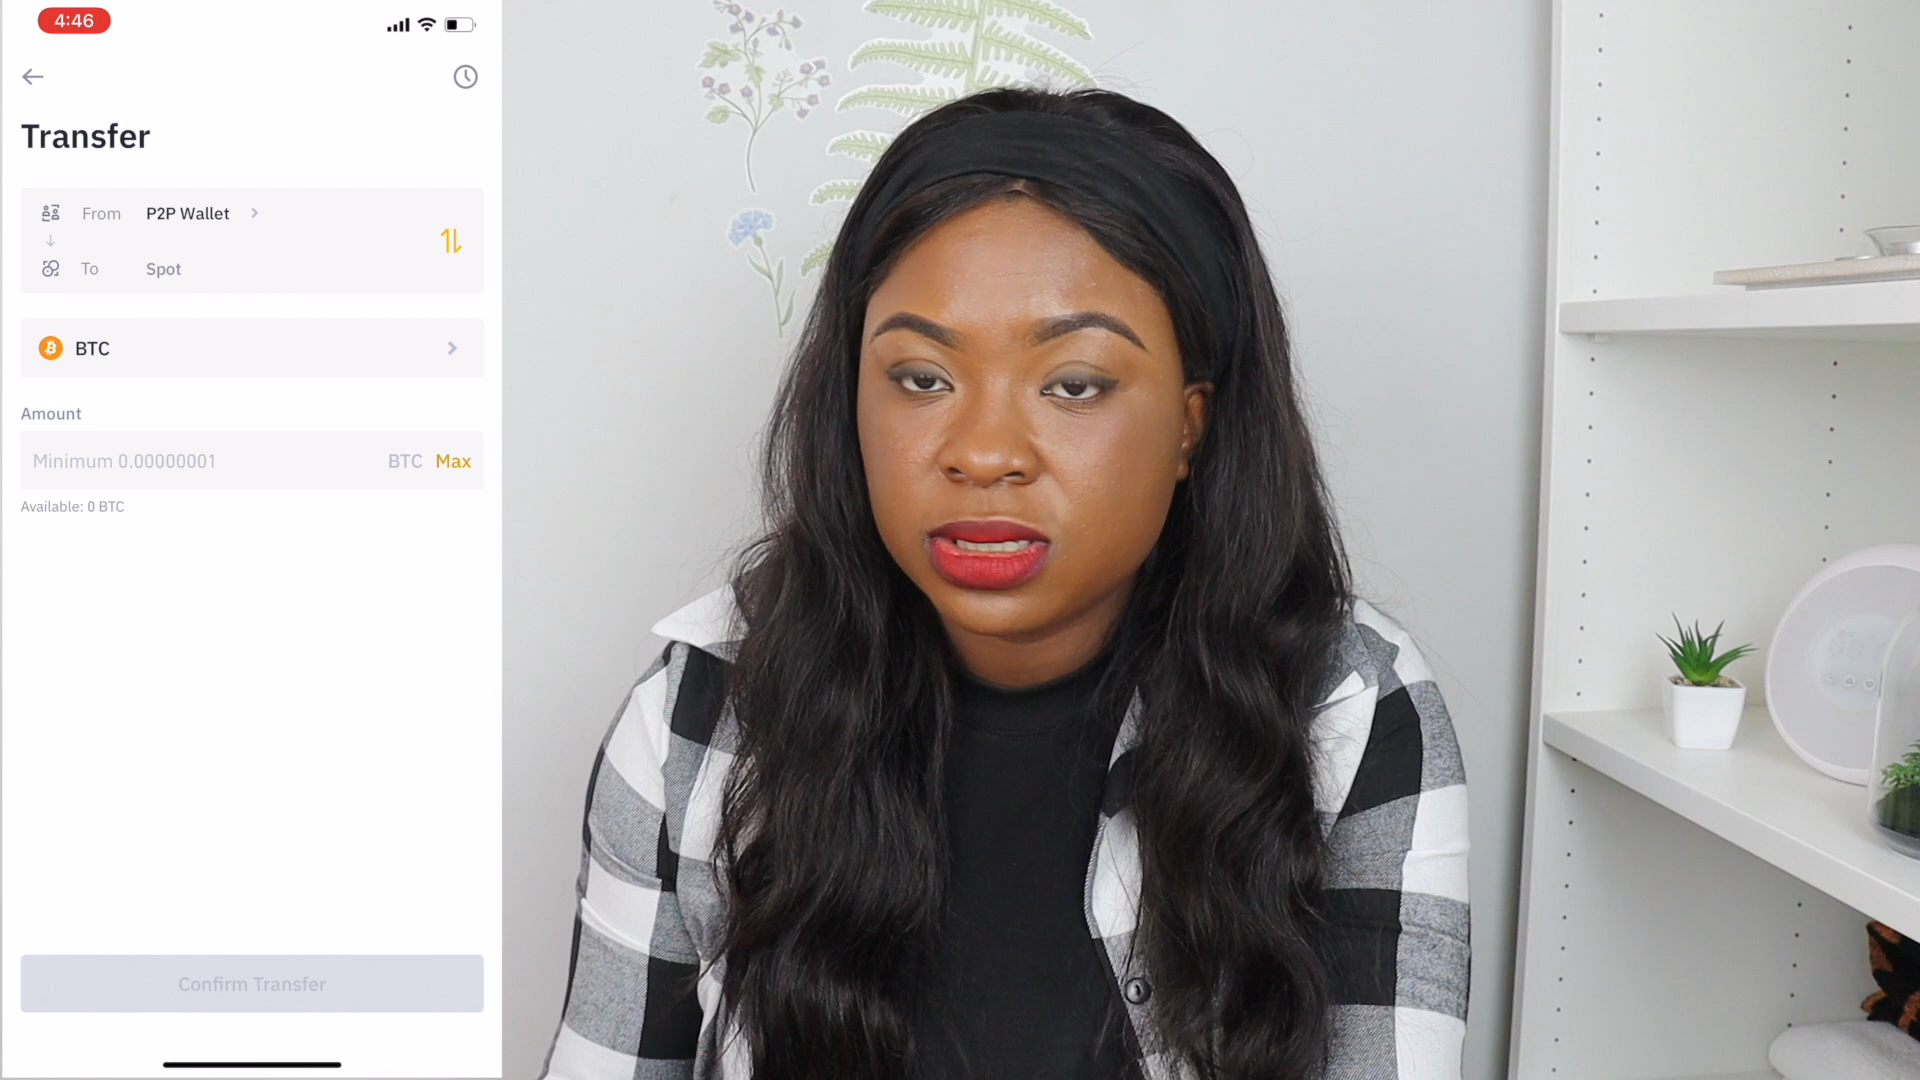 4:46
Transfer
From P2P Wallet
To Spot
BTC
Amount
Minimum 0.00000001 BTC Max
Available: 0 BTC
Confirm Transfer